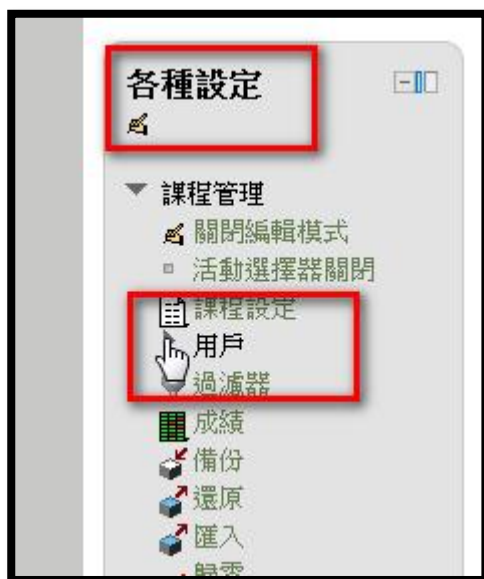 各種設定
課程管理
關閉編輯模式
活動選擇器關閉
課程設定
用戶
過濾器
成績
備份
還原
匯入
歸零